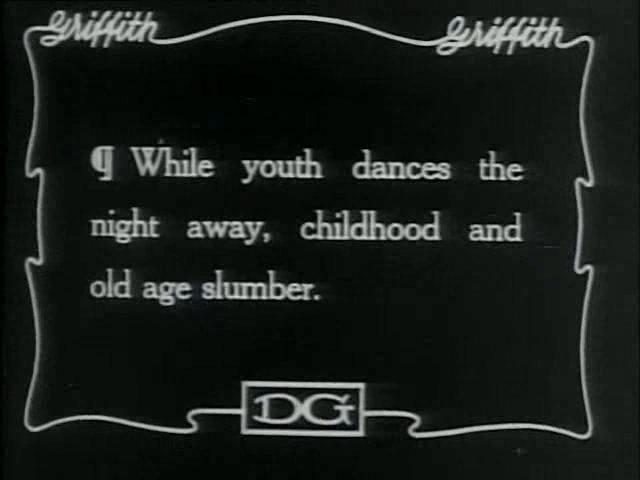 Griffith Griffith
¶ While youth dances the
night away, childhood and
old age slumber.
DG